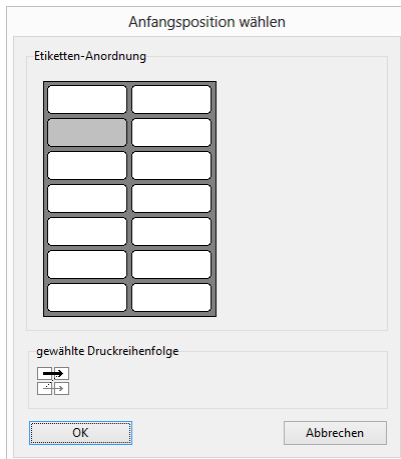 Anfangsposition wählen
Etiketten-Anordnung
gewählte Druckreihenfolge
OK
Abbrechen